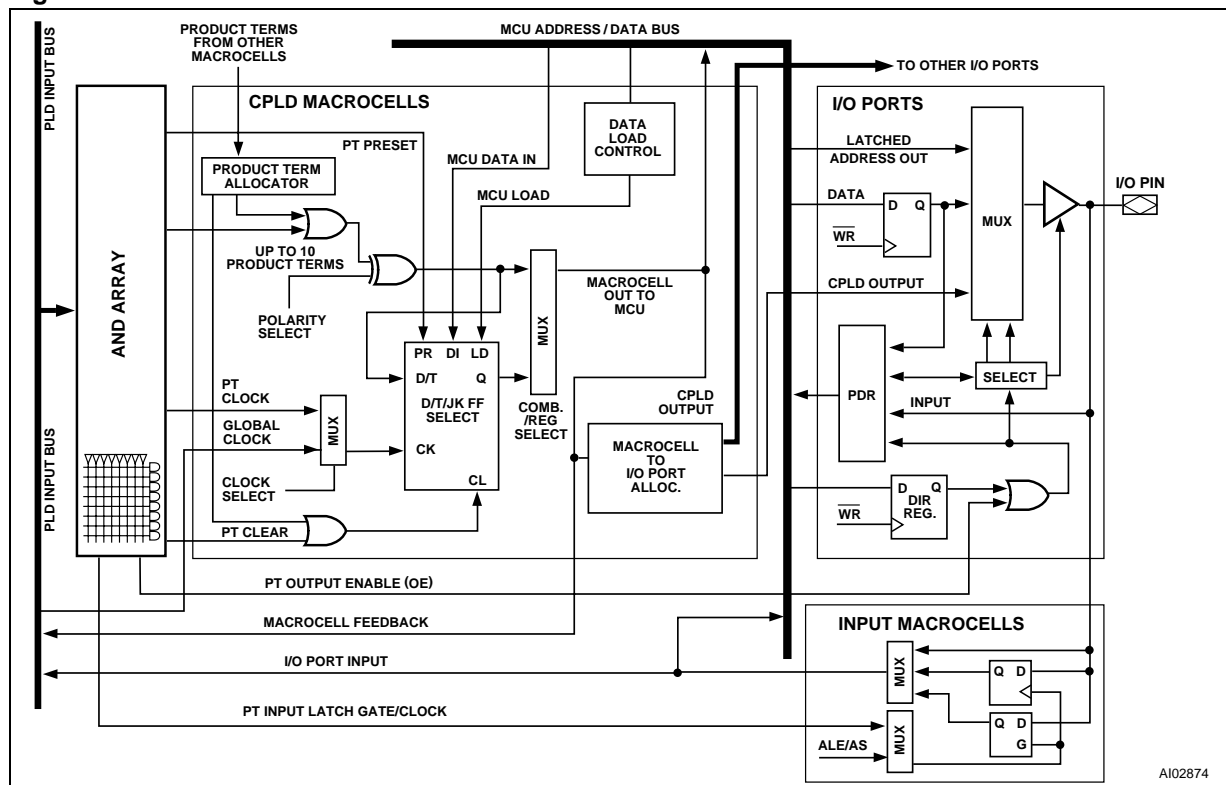 PLD INPUT BUS
PRODUCT TERMS
FROM OTHER
MACROCELLS
MCU ADDRESS / DATA BUS
TO OTHER I/O PORTS
CPLD MACROCELLS
I/O PORTS
PT PRESET
MCU DATA IN
DATA
LOAD
CONTROL
LATCHED
ADDRESS OUT
PRODUCT TERM
ALLOCATOR
MCU LOAD
DATA
D Q
WR
MUX
I/O PIN
AND ARRAY
UP TO 10
PRODUCT TERMS
POLARITY
SELECT
MUX
MACROCELL
OUT TO
MCU
CPLD OUTPUT
PR DI LD
D/T Q
D/T/JK FF
SELECT
CK
CL
COMB.
/REG
SELECT
CPLD
OUTPUT
PDR
SELECT
INPUT
PLD INPUT BUS
PT
CLOCK
GLOBAL
CLOCK
MUX
CLOCK
SELECT
PT CLEAR
MACROCELL
TO
I/O PORT
ALLOC.
D Q
DIR
REG.
WR
PT OUTPUT ENABLE (OE)
MACROCELL FEEDBACK
I/O PORT INPUT
PT INPUT LATCH GATE/CLOCK
INPUT MACROCELLS
MUX
Q D
Q D
G
MUX
ALE/AS
AI02874